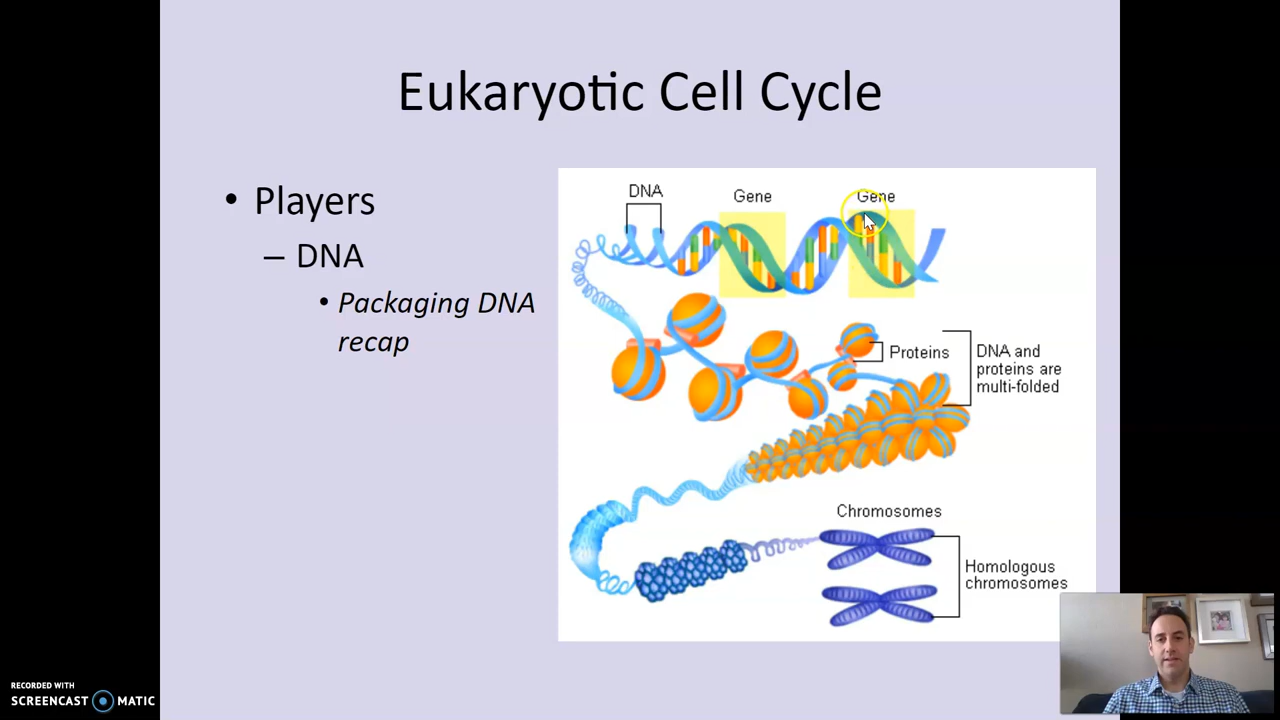 Eukaryotic Cell Cycle
• Players
– DNA
• Packaging DNA
recap
DNA
Gene
Gene
Proteins
DNA and
proteins are
multi-folded
Chromosomes
Homologous
chromosomes
RECORDED WITH
SCREENCAST MATIC